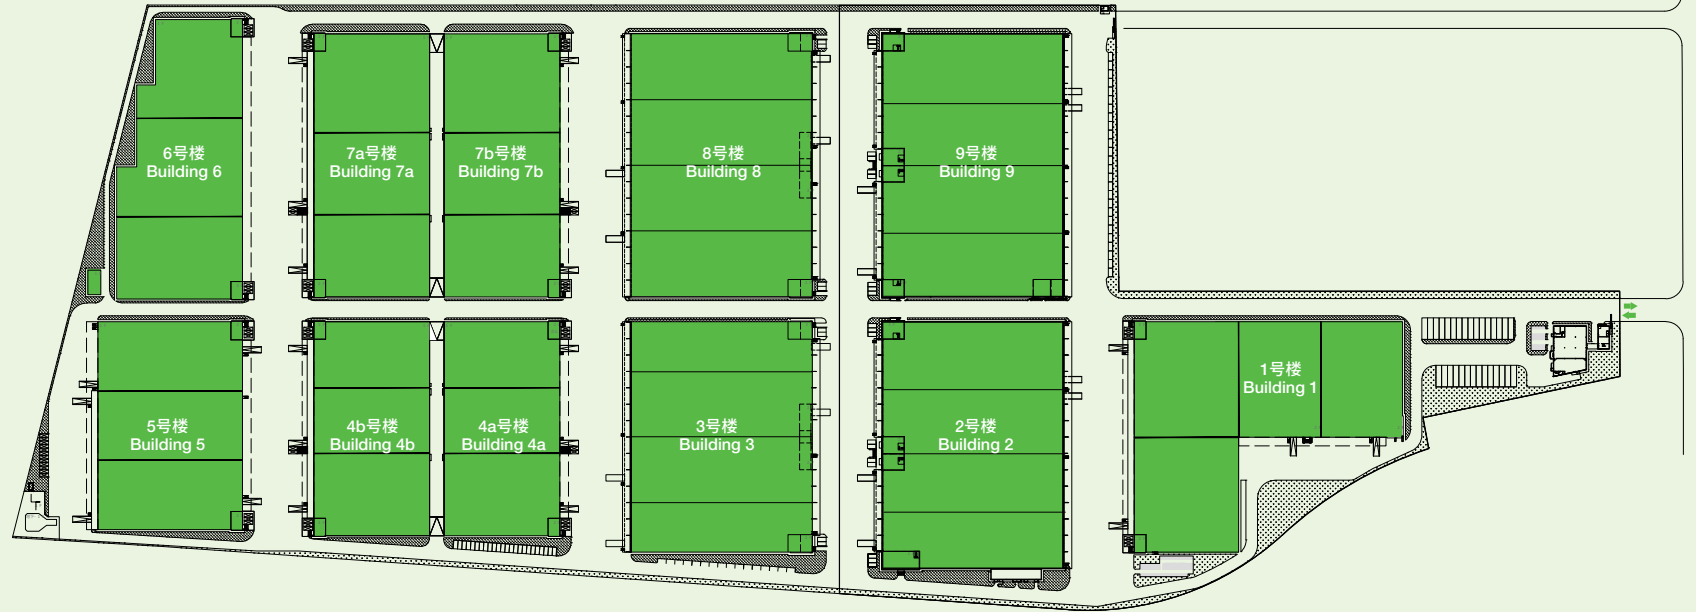 6号楼
Building 6
7a号楼
Building 7a
7b号楼
Building 7b
8号楼
Building 8
9号楼
Building 9
5号楼
Building 5
4b号楼
Building 4b
4a号楼
Building 4a
3号楼
Building 3
2号楼
Building 2
1号楼
Building 1